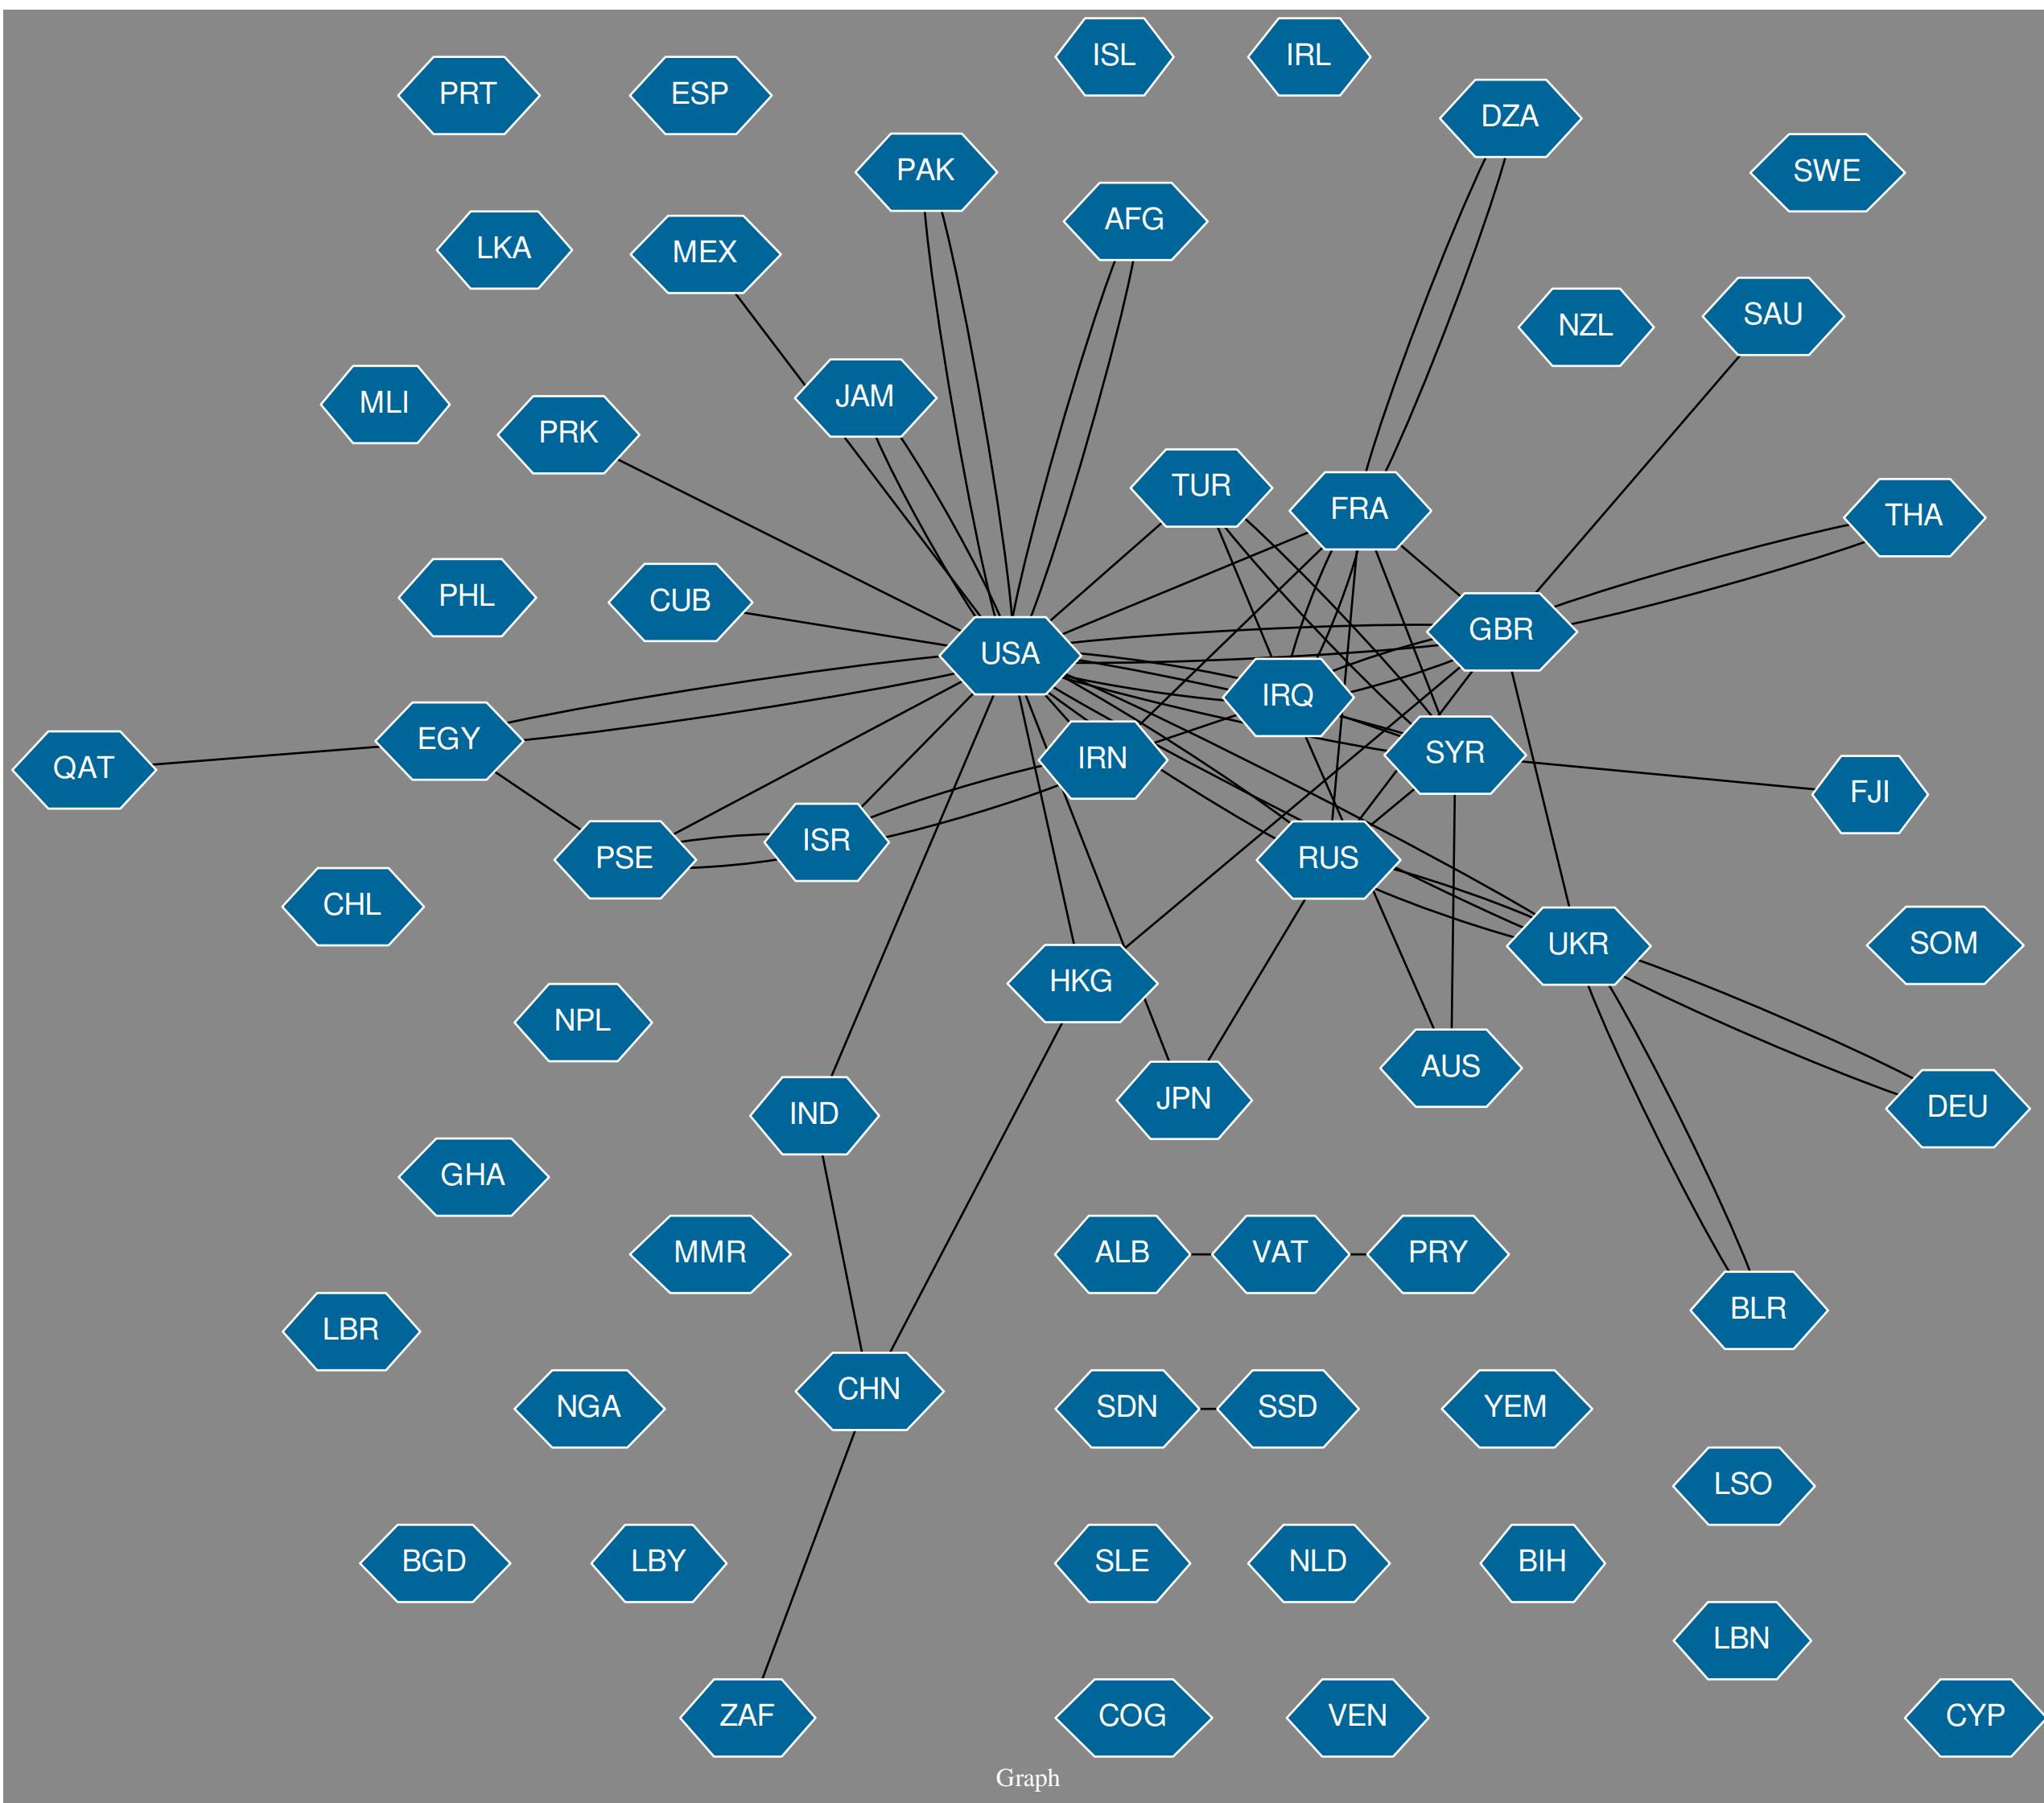 ISL
IRL
PRT
ESP
DZA
PAK
SWE
AFG
LKA
MEX
SAU
NZL
JAM
MLI
PRK
TUR
FRA
THA
PHL
CUB
GBR
USA
IRQ
EGY
SYR
IRN
QAT
FJI
ISR
PSE
RUS
CHL
UKR
SOM
HKG
NPL
AUS
JPN
DEU
IND
GHA
MMR
ALB
VAT
PRY
BLR
LBR
CHN
NGA
SDN
SSD
YEM
LSO
BGD
LBY
SLE
NLD
BIH
LBN
ZAF
COG
VEN
CYP
Graph